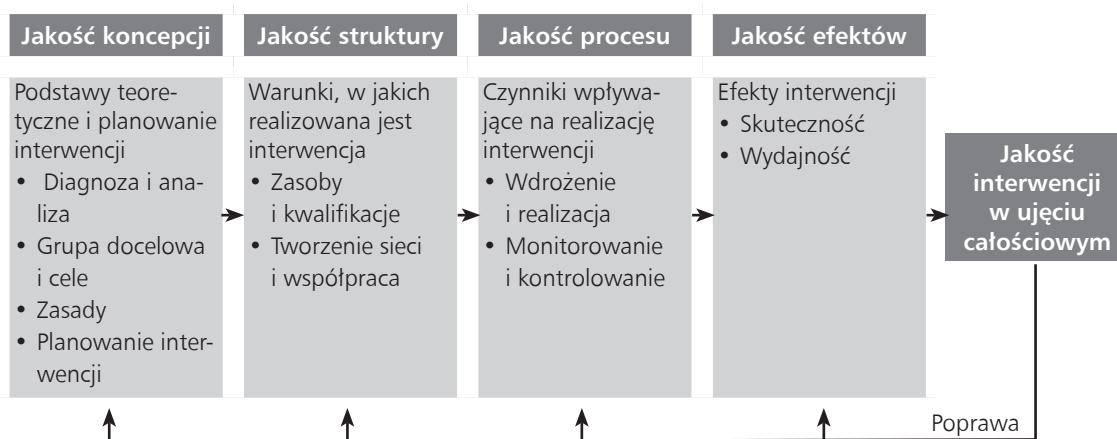 Jakość koncepcji
Podstawy teore-
tyczne i planowanie
interwencji
• Diagnoza i ana-
liza
• Grupa docelowa
i cele
• Zasady
• Planowanie inter-
wencji
Jakość struktury
Warunki, w jakich
realizowana jest
interwencja
• Zasoby
i kwalifikacje
• Tworzenie sieci
i współpraca
Jakość procesu
Czynniki wpływa-
jące na realizację
interwencji
• Wdrożenie
i realizacja
• Monitorowanie
i kontrolowanie
Jakość efektów
Efekty interwencji
• Skuteczność
• Wydajność
Jakość
interwencji
w ujęciu
całościowym
Poprawa